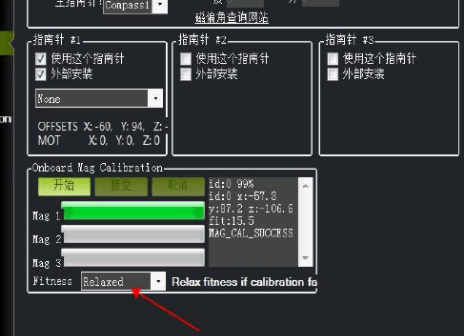 主指南针: Compass1
磁偏角查询网站
指南针 #1
使用这个指南针
外部安装
None
OFFSETS X:-60, Y: 94, Z:-
MOT X:0, Y:0, Z:0
指南针 #2
使用这个指南针
外部安装
指南针 #3
使用这个指南针
外部安装
on
Onboard Mag Calibration
开始 接受 取消
Mag 1
Mag 2
Mag 3
id:0 99%
id:0 x:-57.3
y:87.2 z:-106.6
fit:15.5
MAG_CAL_SUCCESS
Fitness Relaxed Relax fitness if calibration fa